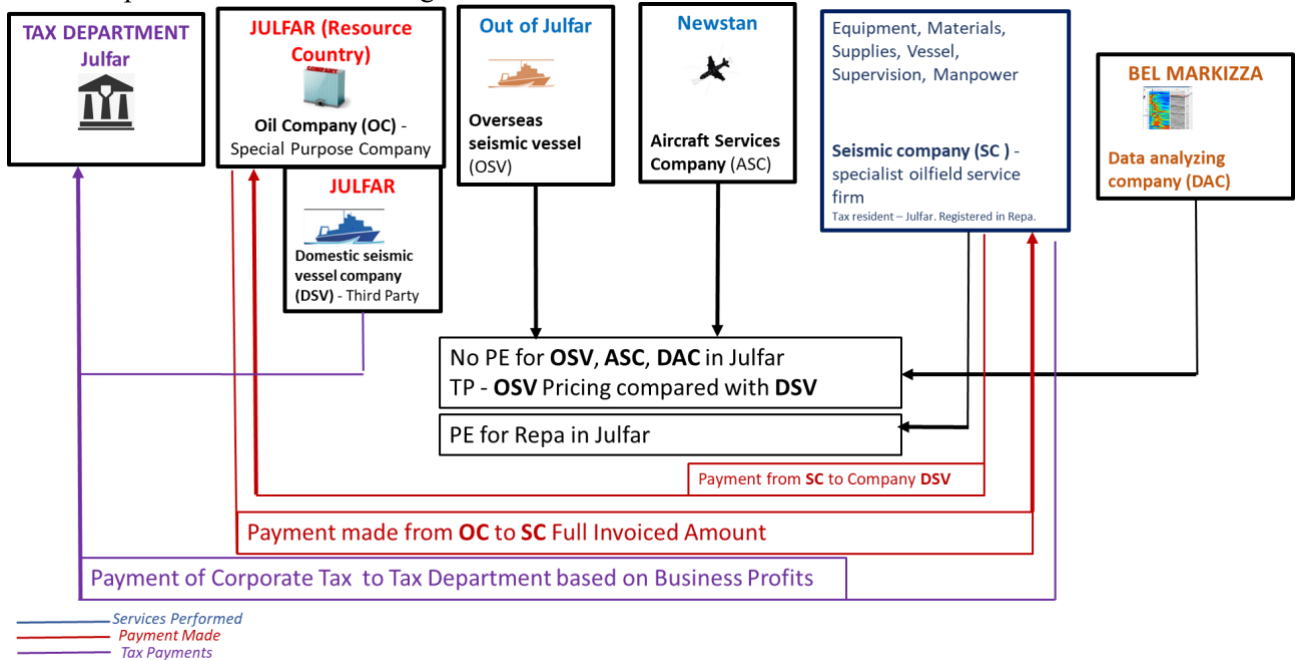 TAX DEPARTMENT
Julfar
JULFAR (Resource
Country)
COMPANY
Oil Company (OC) -
Special Purpose Company
JULFAR
Domestic seismic
vessel company
(DSV) - Third Party
Out of Julfar
Overseas
seismic vessel
(OSV)
Newstan
Aircraft Services
Company (ASC)
Equipment, Materials,
Supplies, Vessel,
Supervision, Manpower
Seismic company (SC ) -
specialist oilfield service
firm
Tax resident – Julfar. Registered in Repa.
BEL MARKIZZA
Data analyzing
company (DAC)
No PE for OSV, ASC, DAC in Julfar
TP - OSV Pricing compared with DSV
PE for Repa in Julfar
Payment from SC to Company DSV
Payment made from OC to SC Full Invoiced Amount
Payment of Corporate Tax to Tax Department based on Business Profits
Services Performed
Payment Made
Tax Payments